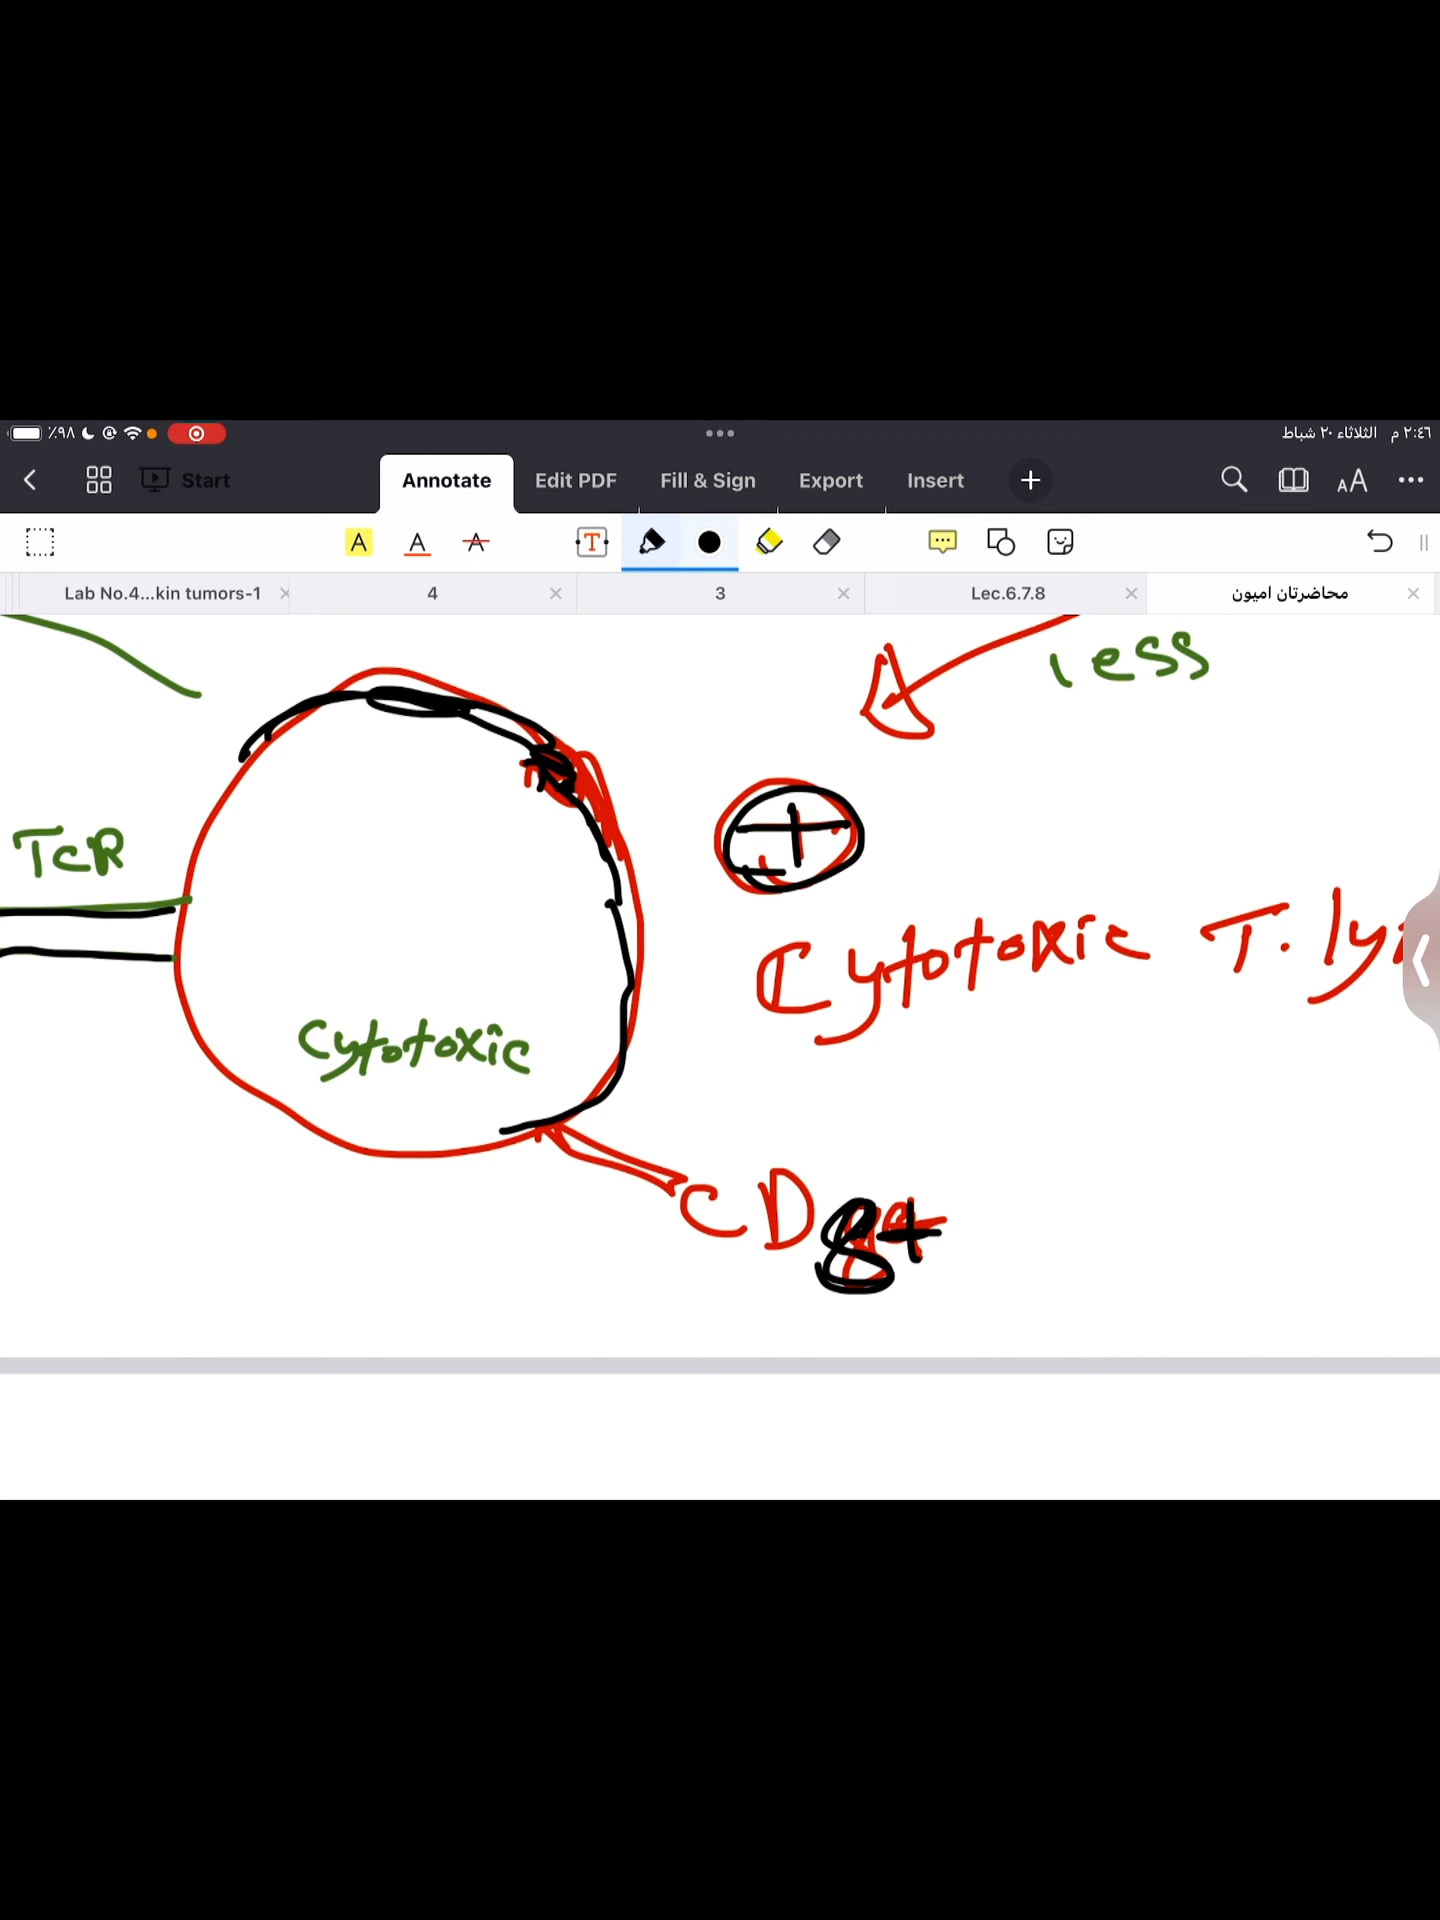 ٪٩٨
٢:٤٦ م الثلاثاء ٢٠ شباط
Start Annotate Edit PDF Fill & Sign Export Insert
A A A T AA
Lab No.4...kin tumors-1 4 3 Lec.6.7.8 محاضرتان اميون
less
TCR
Cytotoxic T. ly
Cytotoxic
CD8+